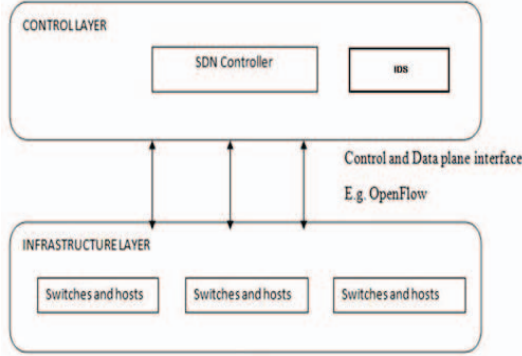 CONTROL LAYER
SDN Controller
IDS
Control and Data plane interface
E.g. OpenFlow
INFRASTRUCTURE LAYER
Switches and hosts
Switches and hosts
Switches and hosts